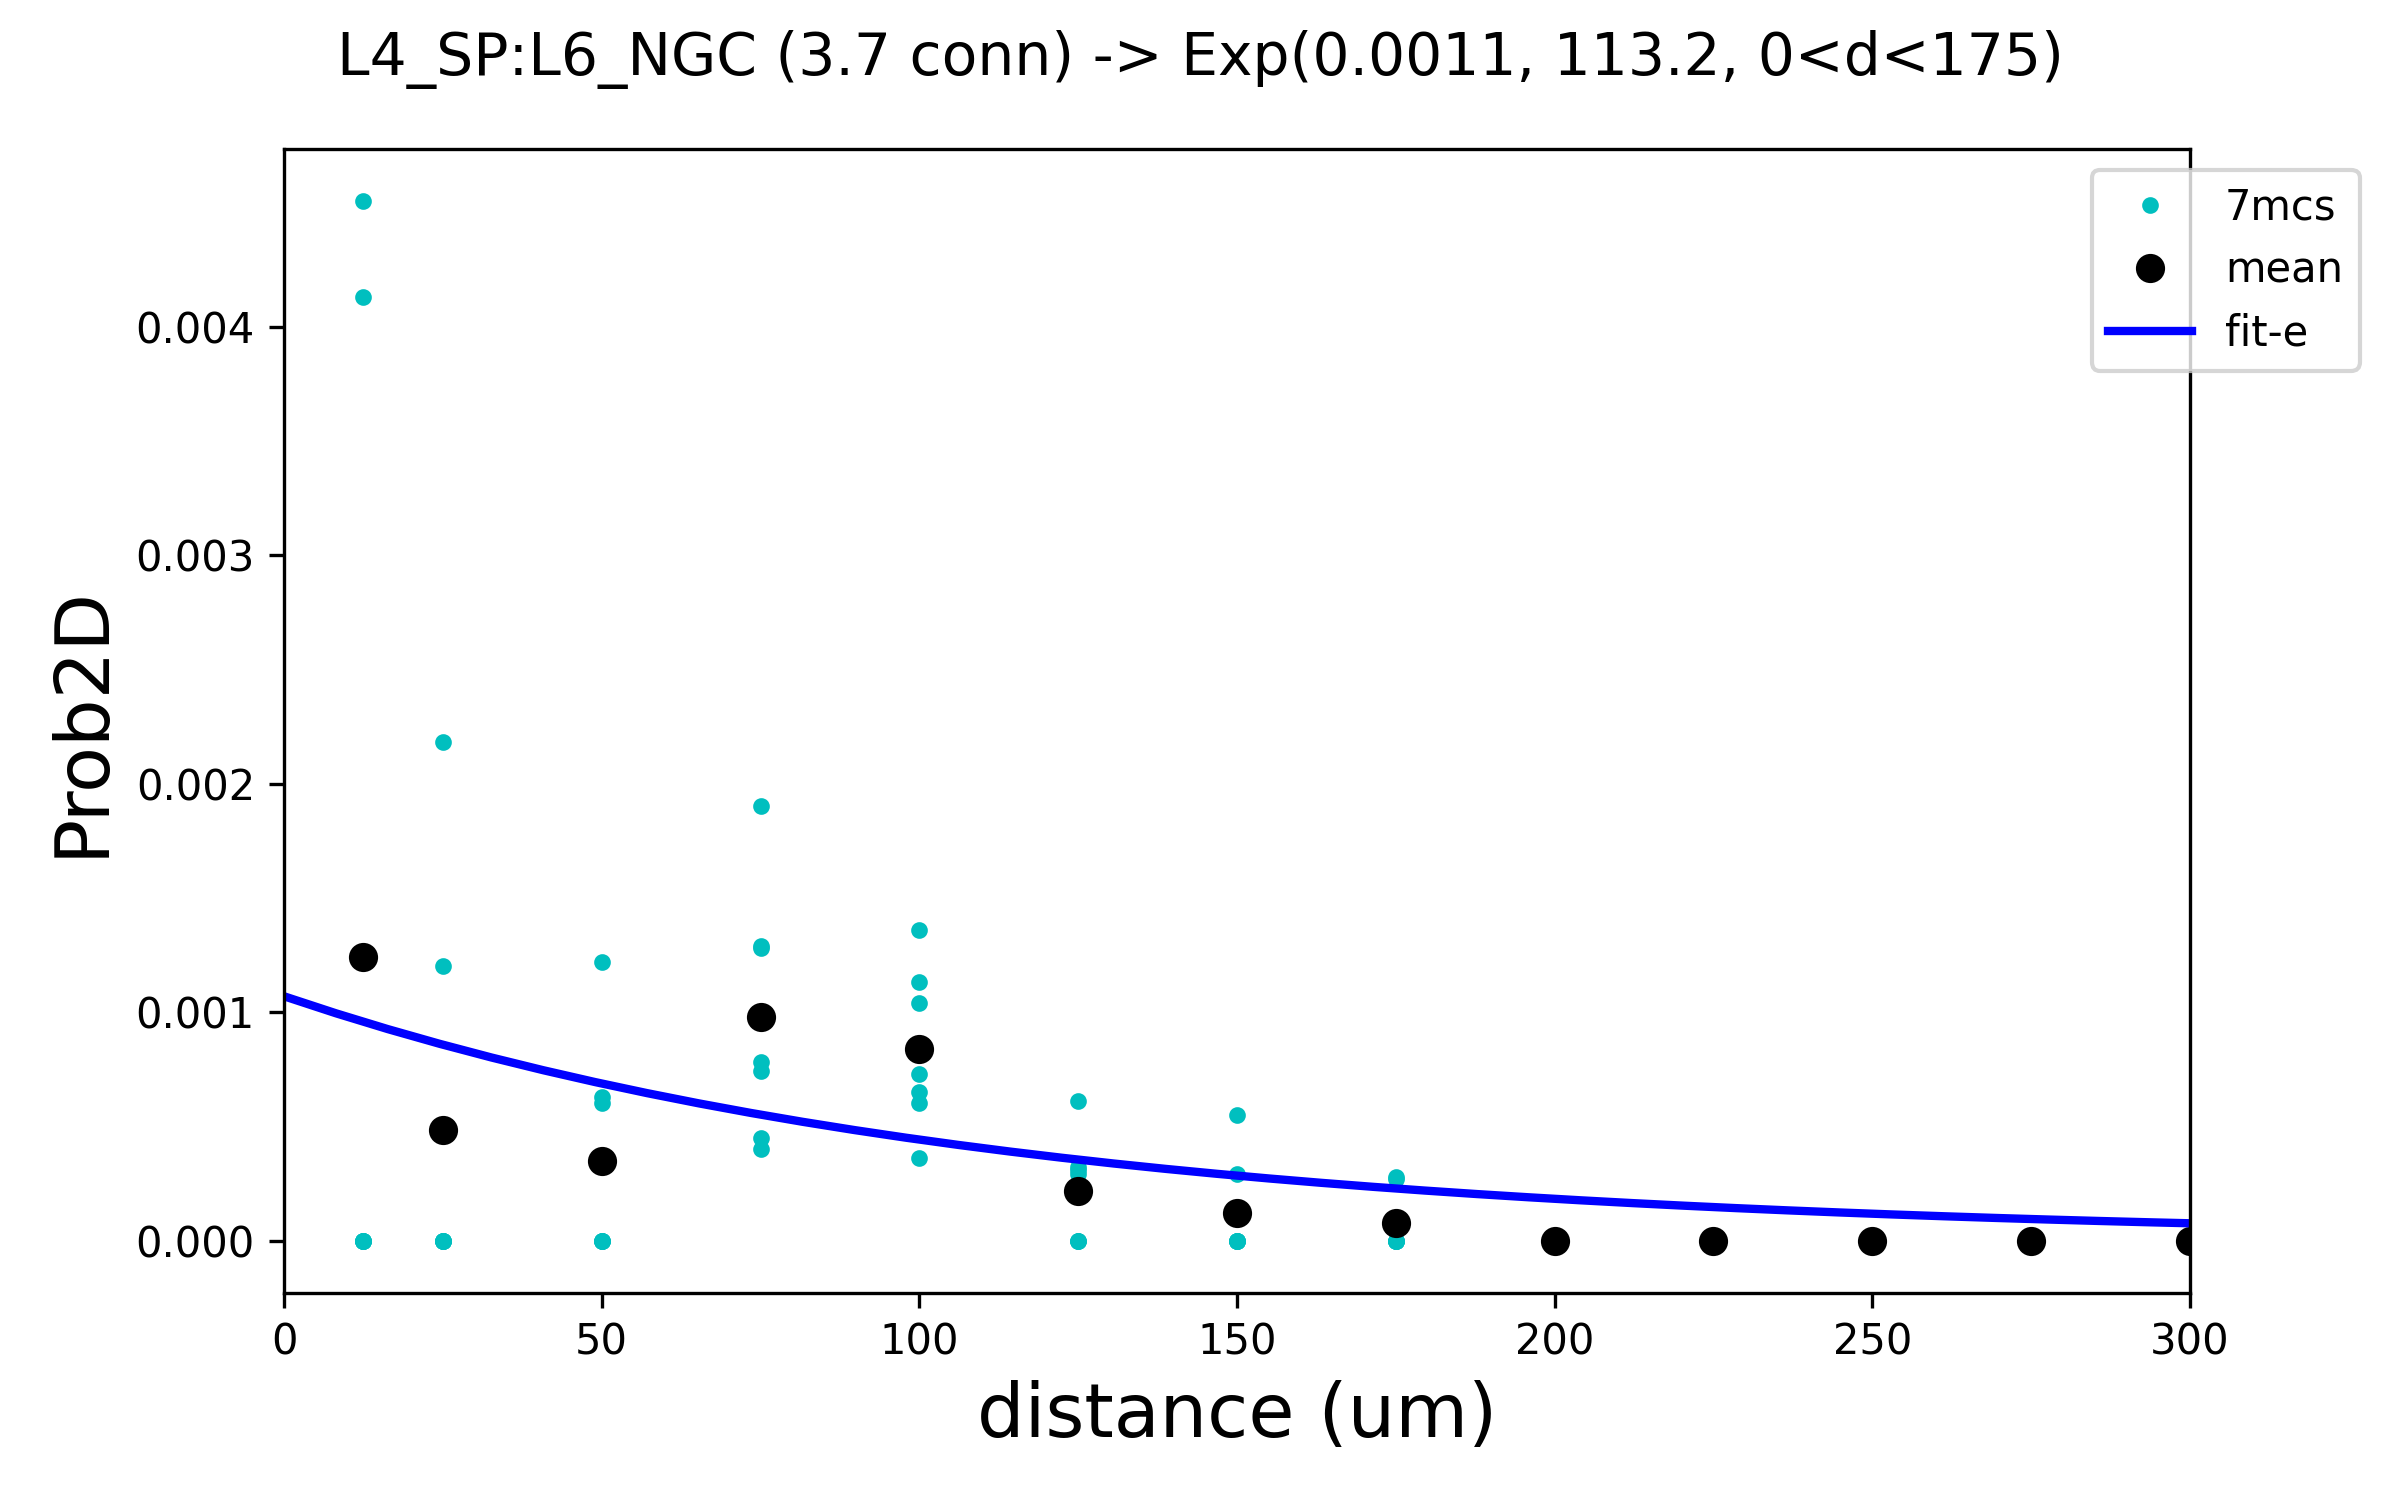 L4_SP:L6_NGC (3.7 conn) -> Exp(0.0011, 113.2, 0<d<175)
7mcs
mean
fit-e
0.004
0.003
0.002
0.001
0.000
Prob2D
0 50 100 150 200 250 300
distance (um)